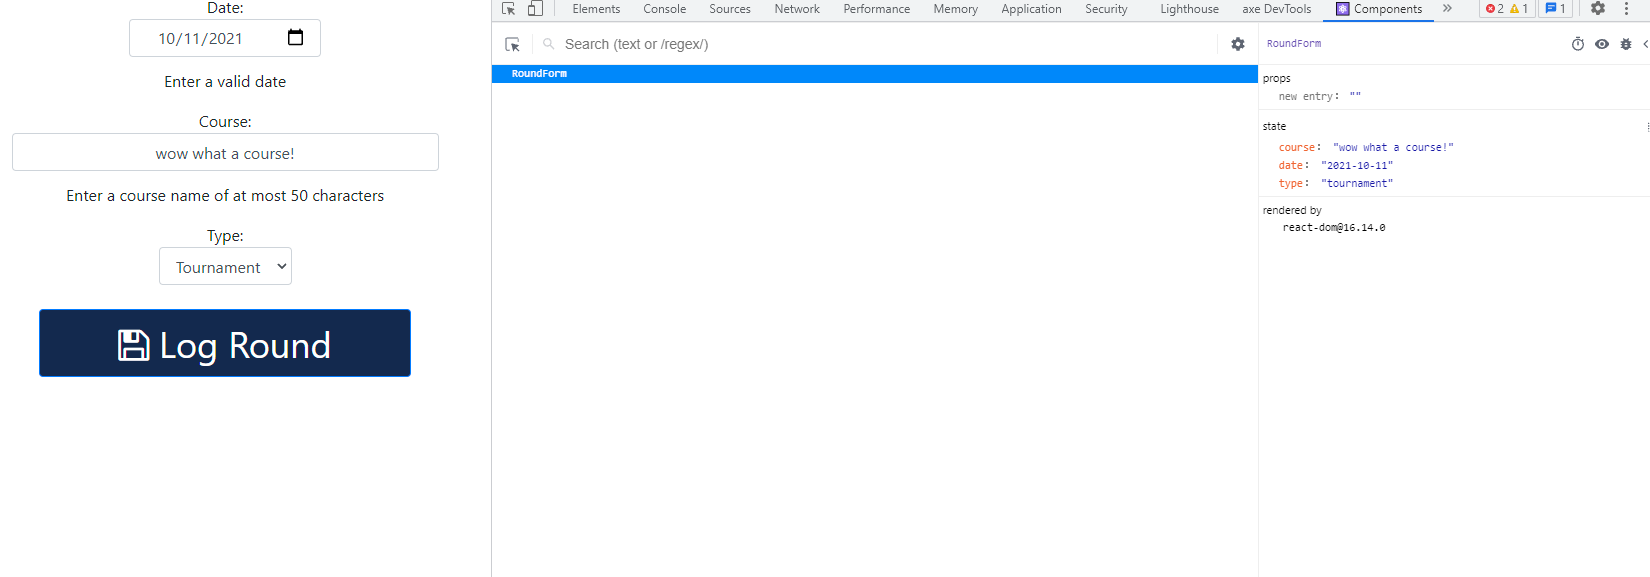 Date:
10/11/2021
Enter a valid date
Course:
wow what a course!
Enter a course name of at most 50 characters
Type:
Tournament
Log Round
Elements Console Sources Network Performance Memory Application Security Lighthouse axe DevTools Components » 2 1 1
Search (text or /regex/)
RoundForm
RoundForm
props
new entry: ""
state
course: "wow what a course!"
date: "2021-10-11"
type: "tournament"
rendered by
react-dom@16.14.0